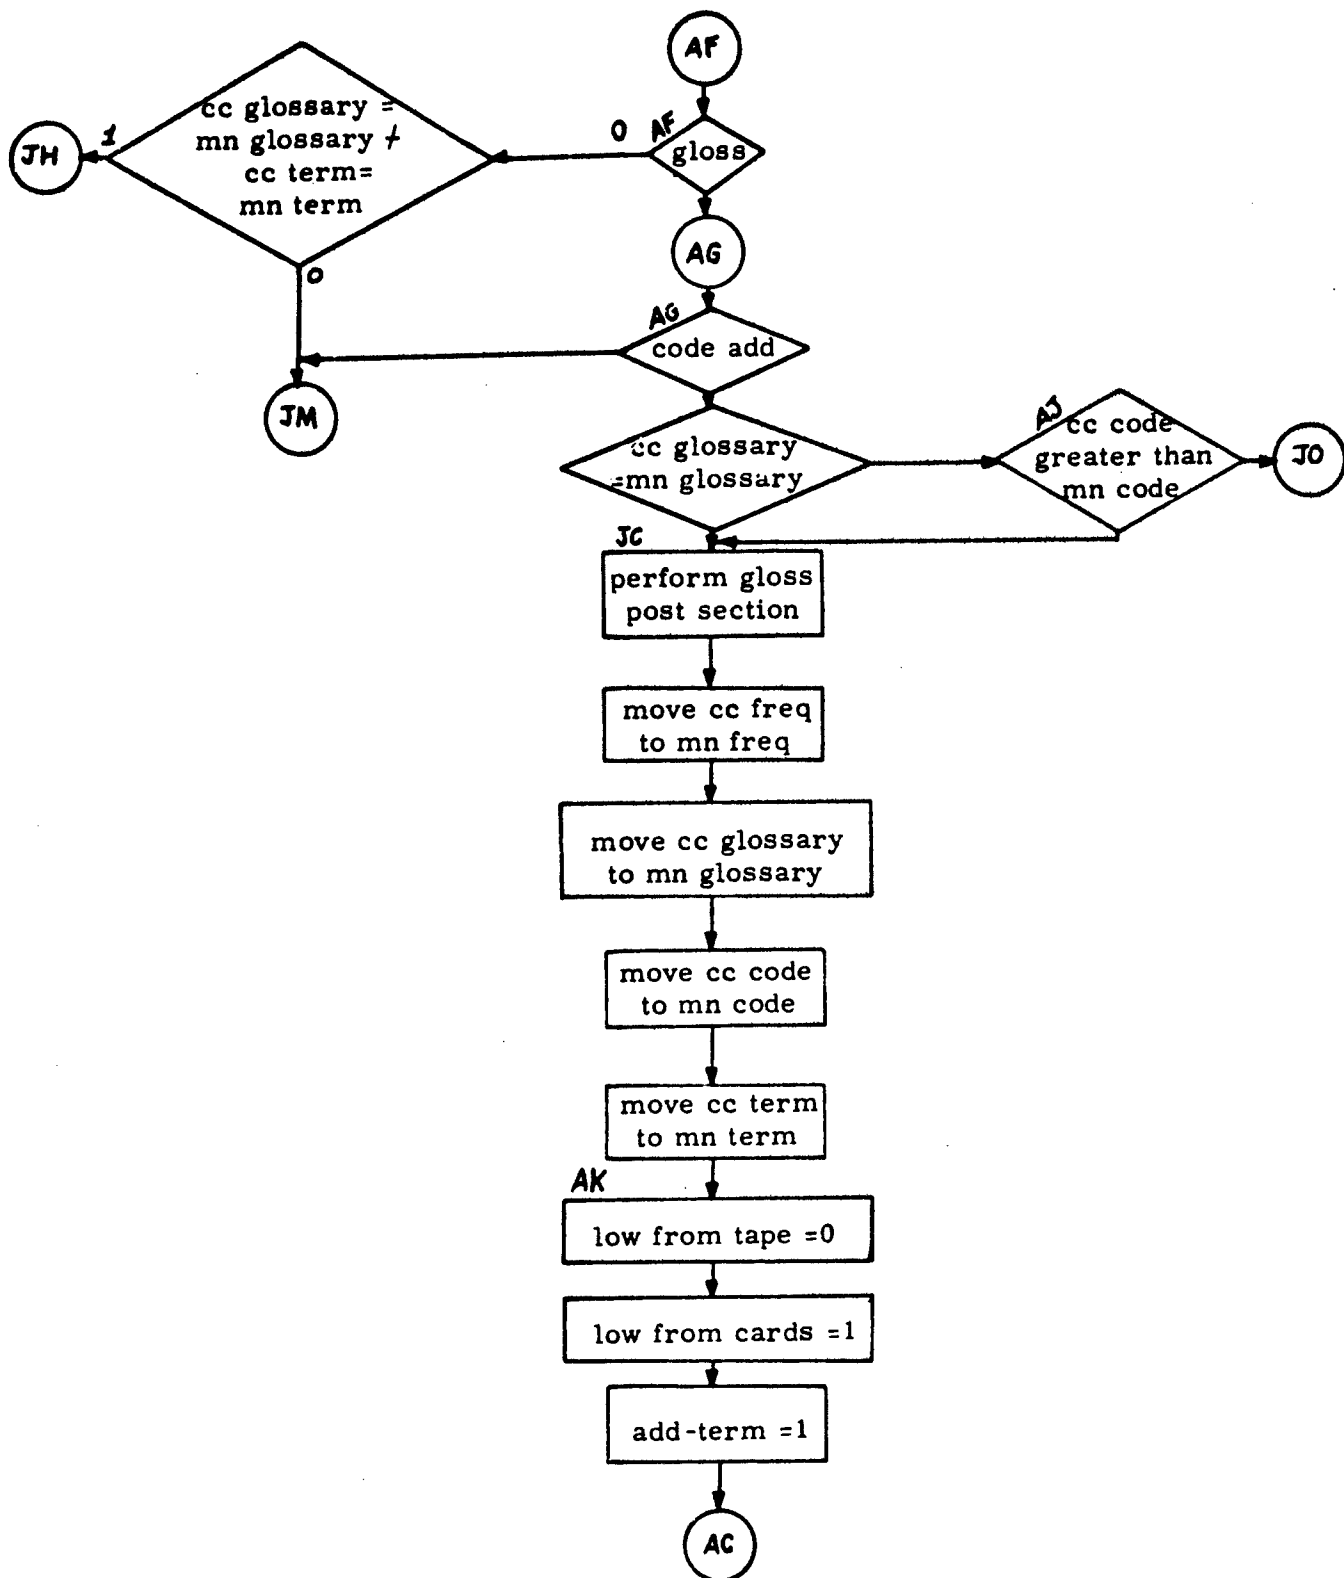 AF
AF
0
gloss
cc glossary =
mn glossary +
cc term=
mn term
1
JH
0
AG
AG
code add
JM
cc glossary
=mn glossary
AJ
cc code
greater than
mn code
JO
JC
perform gloss
post section
move cc freq
to mn freq
move cc glossary
to mn glossary
move cc code
to mn code
move cc term
to mn term
AK
low from tape =0
low from cards =1
add-term =1
AC